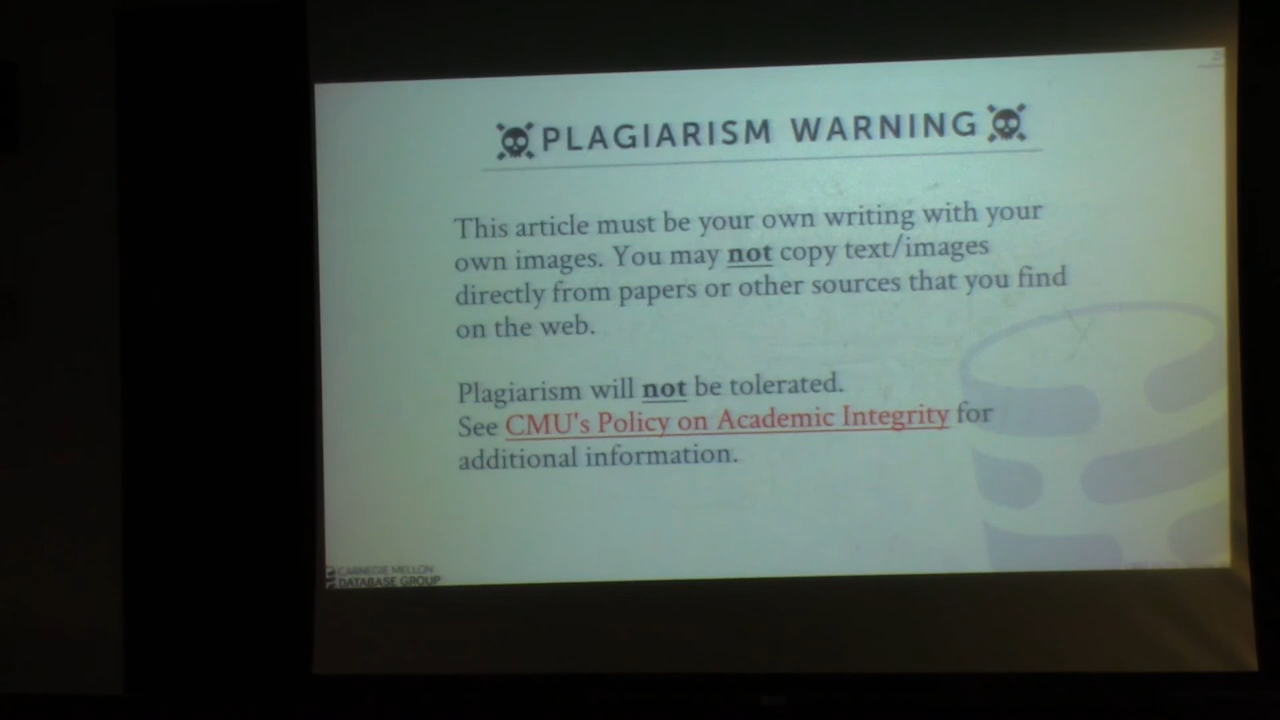 PLAGIARISM WARNING
This article must be your own writing with your
own images. You may not copy text/images
directly from papers or other sources that you find
on the web.
Plagiarism will not be tolerated.
See CMU's Policy on Academic Integrity for
additional information.
CARNEGIE MELLON
DATABASE GROUP